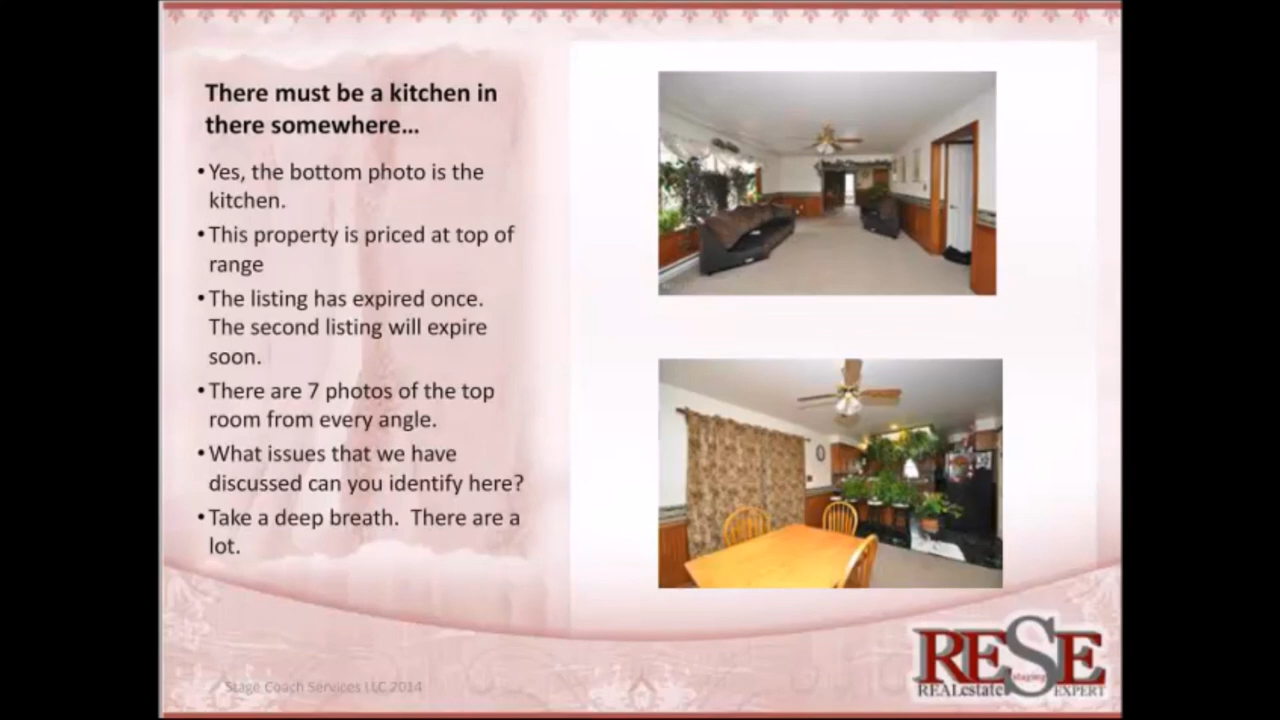 There must be a kitchen in
there somewhere…
•Yes, the bottom photo is the
kitchen.
•This property is priced at top of
range
•The listing has expired once.
The second listing will expire
soon.
•There are 7 photos of the top
room from every angle.
•What issues that we have
discussed can you identify here?
•Take a deep breath.  There are a
lot.
Stage Coach Services LLC 2014
RESE
REALestate staging EXPERT